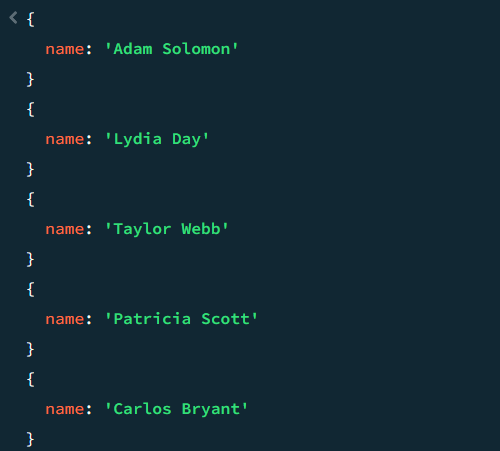 {
name: 'Adam Solomon'
}
{
name: 'Lydia Day'
}
{
name: 'Taylor Webb'
}
{
name: 'Patricia Scott'
}
{
name: 'Carlos Bryant'
}